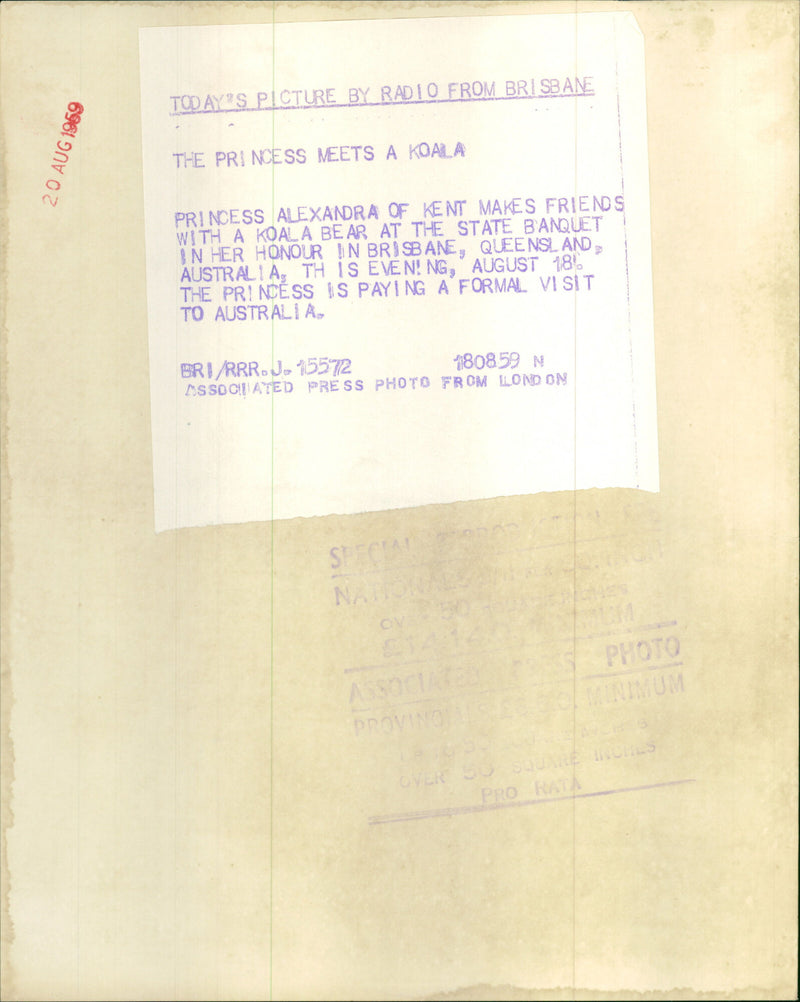 20 AUG 1959
TODAY'S PICTURE BY RADIO FROM BRISBANE
THE PRINCESS MEETS A KOALA
PRINCESS ALEXANDRA OF KENT MAKES FRIENDS
WITH A KOALA BEAR AT THE STATE BANQUET
IN HER HONOUR IN BRISBANE, QUEENSLAND,
AUSTRALIA, THIS EVENING, AUGUST 18.
THE PRINCESS IS PAYING A FORMAL VISIT
TO AUSTRALIA.
BRI/RRR.J. 15572 180859 N
ASSOCIATED PRESS PHOTO FROM LONDON
SPECIAL
OVER 50
ASSOCIATED PRESS PHOTO
MINIMUM
OVER 50 SQUARE INCHES
PRO RATA